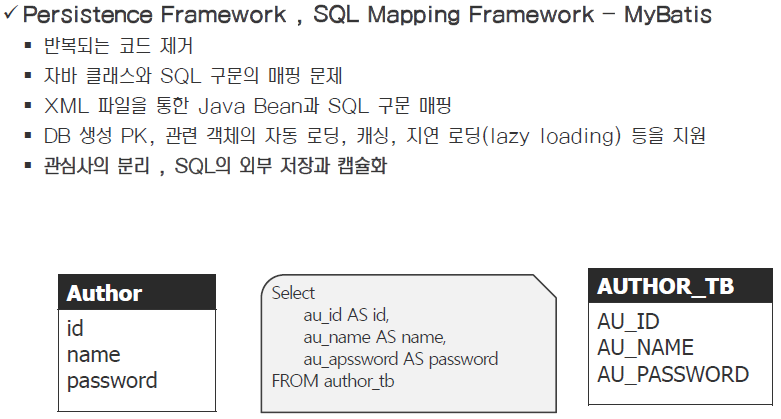 ✓ Persistence Framework , SQL Mapping Framework – MyBatis
▪ 반복되는 코드 제거
▪ 자바 클래스와 SQL 구문의 매핑 문제
▪ XML 파일을 통한 Java Bean과 SQL 구문 매핑
▪ DB 생성 PK, 관련 객체의 자동 로딩, 캐싱, 지연 로딩(lazy loading) 등을 지원
▪ 관심사의 분리 , SQL의 외부 저장과 캡슐화
Author
id
name
password
Select
au_id AS id,
au_name AS name,
au_apssword AS password
FROM author_tb
AUTHOR_TB
AU_ID
AU_NAME
AU_PASSWORD